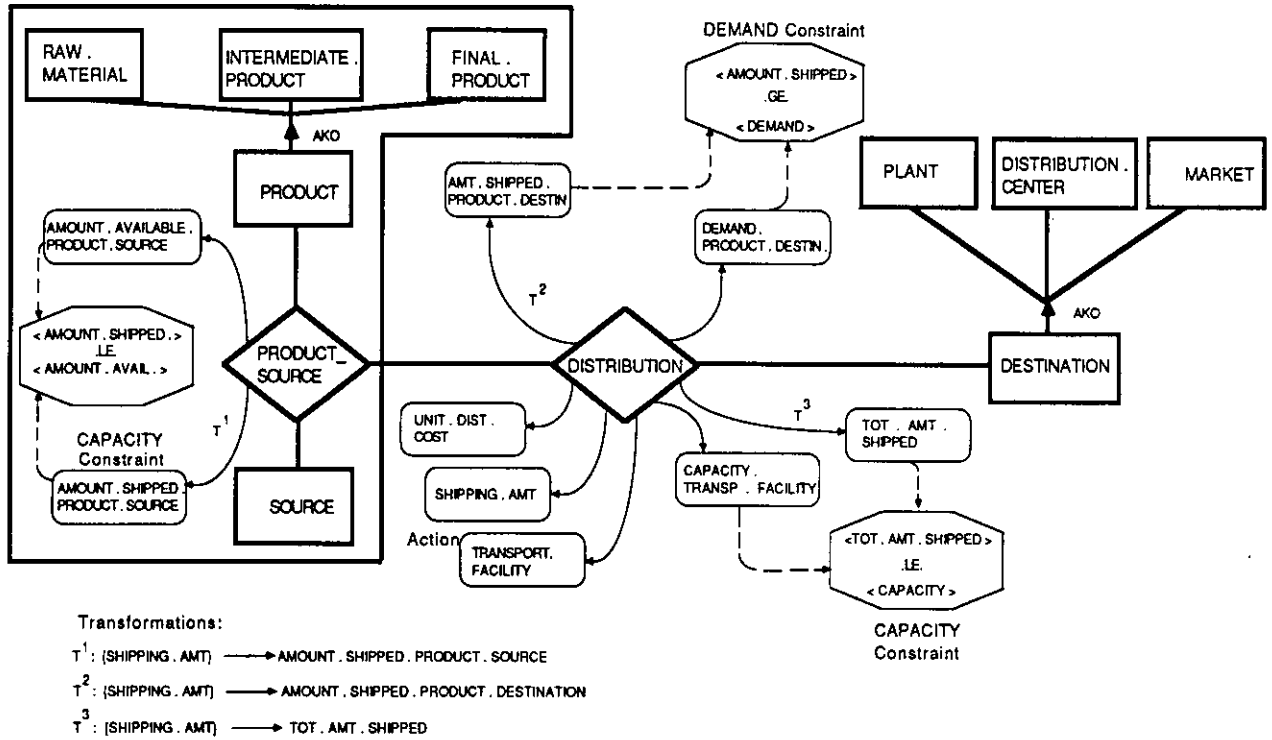 DEMAND Constraint
RAW .
MATERIAL
INTERMEDIATE .
PRODUCT
FINAL .
PRODUCT
< AMOUNT . SHIPPED >
.GE.
< DEMAND >
AKO
PRODUCT
AMT . SHIPPED .
PRODUCT . DESTIN
PLANT
DISTRIBUTION .
CENTER
MARKET
AMOUNT . AVAILABLE .
PRODUCT . SOURCE
DEMAND .
PRODUCT . DESTIN .
T2
AKO
< AMOUNT . SHIPPED . >
.LE.
< AMOUNT . AVAIL . >
PRODUCT_
SOURCE
DISTRIBUTION
DESTINATION
T1
CAPACITY
Constraint
UNIT . DIST .
COST
T3
TOT . AMT .
SHIPPED
AMOUNT . SHIPPED .
PRODUCT . SOURCE
SOURCE
SHIPPING . AMT
CAPACITY .
TRANSP . FACILITY
Action
TRANSPORT .
FACILITY
<TOT . AMT . SHIPPED >
.LE.
< CAPACITY >
CAPACITY
Constraint
Transformations:
T1 : {SHIPPING . AMT} → AMOUNT . SHIPPED . PRODUCT . SOURCE
T2 : {SHIPPING . AMT} → AMOUNT . SHIPPED . PRODUCT . DESTINATION
T3 : {SHIPPING . AMT} → TOT . AMT . SHIPPED